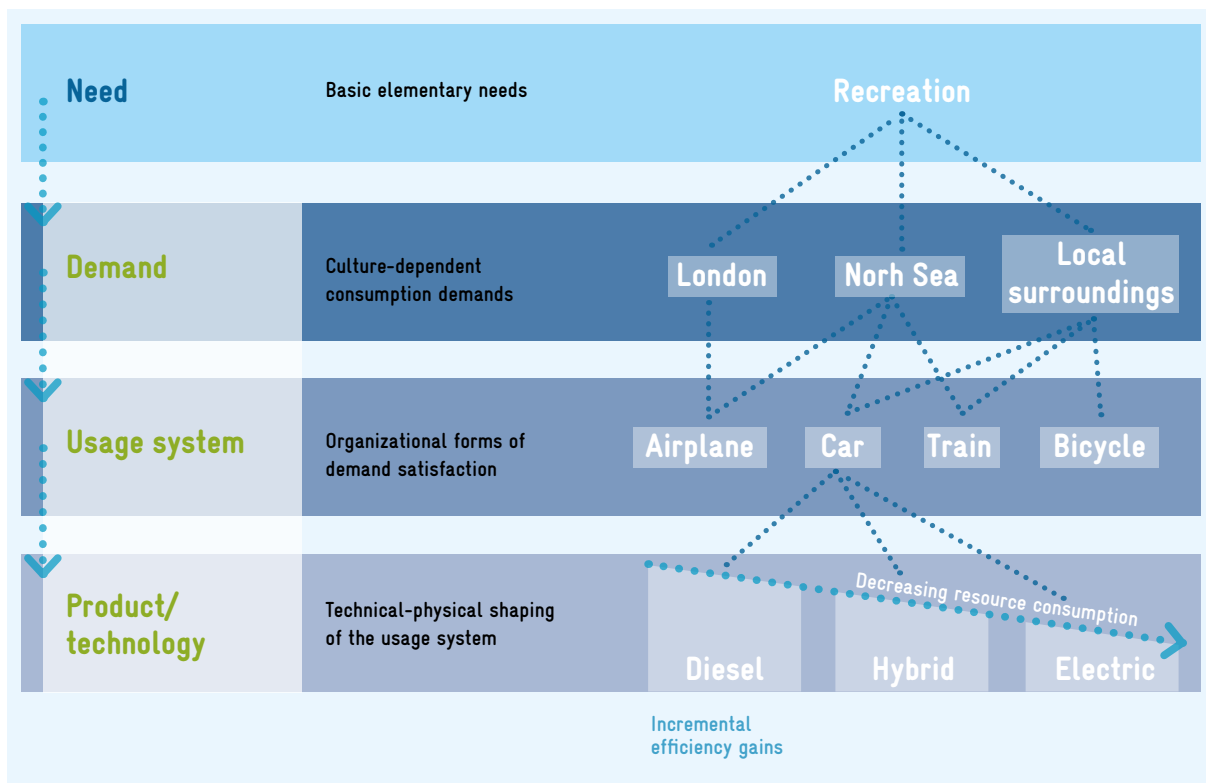 Need
Basic elementary needs
Recreation
Demand
Culture-dependent
consumption demands
London
Norh Sea
Local
surroundings
Usage system
Organizational forms of
demand satisfaction
Airplane
Car
Train
Bicycle
Product/
technology
Technical-physical shaping
of the usage system
Decreasing resource consumption
Diesel
Hybrid
Electric
Incremental
efficiency gains